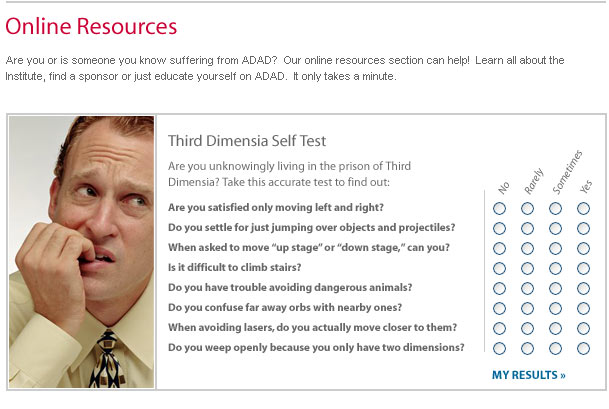 Online Resources
Are you or is someone you know suffering from ADAD? Our online resources section can help! Learn all about the
Institute, find a sponsor or just educate yourself on ADAD. It only takes a minute.
Third Dimensia Self Test
Are you unknowingly living in the prison of Third
Dimensia? Take this accurate test to find out:
No
Rarely
Sometimes
Yes
Are you satisfied only moving left and right?
Do you settle for just jumping over objects and projectiles?
When asked to move “up stage” or “down stage,” can you?
Is it difficult to climb stairs?
Do you have trouble avoiding dangerous animals?
Do you confuse far away orbs with nearby ones?
When avoiding lasers, do you actually move closer to them?
Do you weep openly because you only have two dimensions?
MY RESULTS »